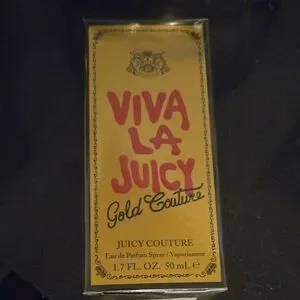 VIVA
LA
JUICY
Gold Couture
JUICY COUTURE
Eau de Parfum Spray / Vaporisateur
1.7 FL. OZ. 50 mL ℮